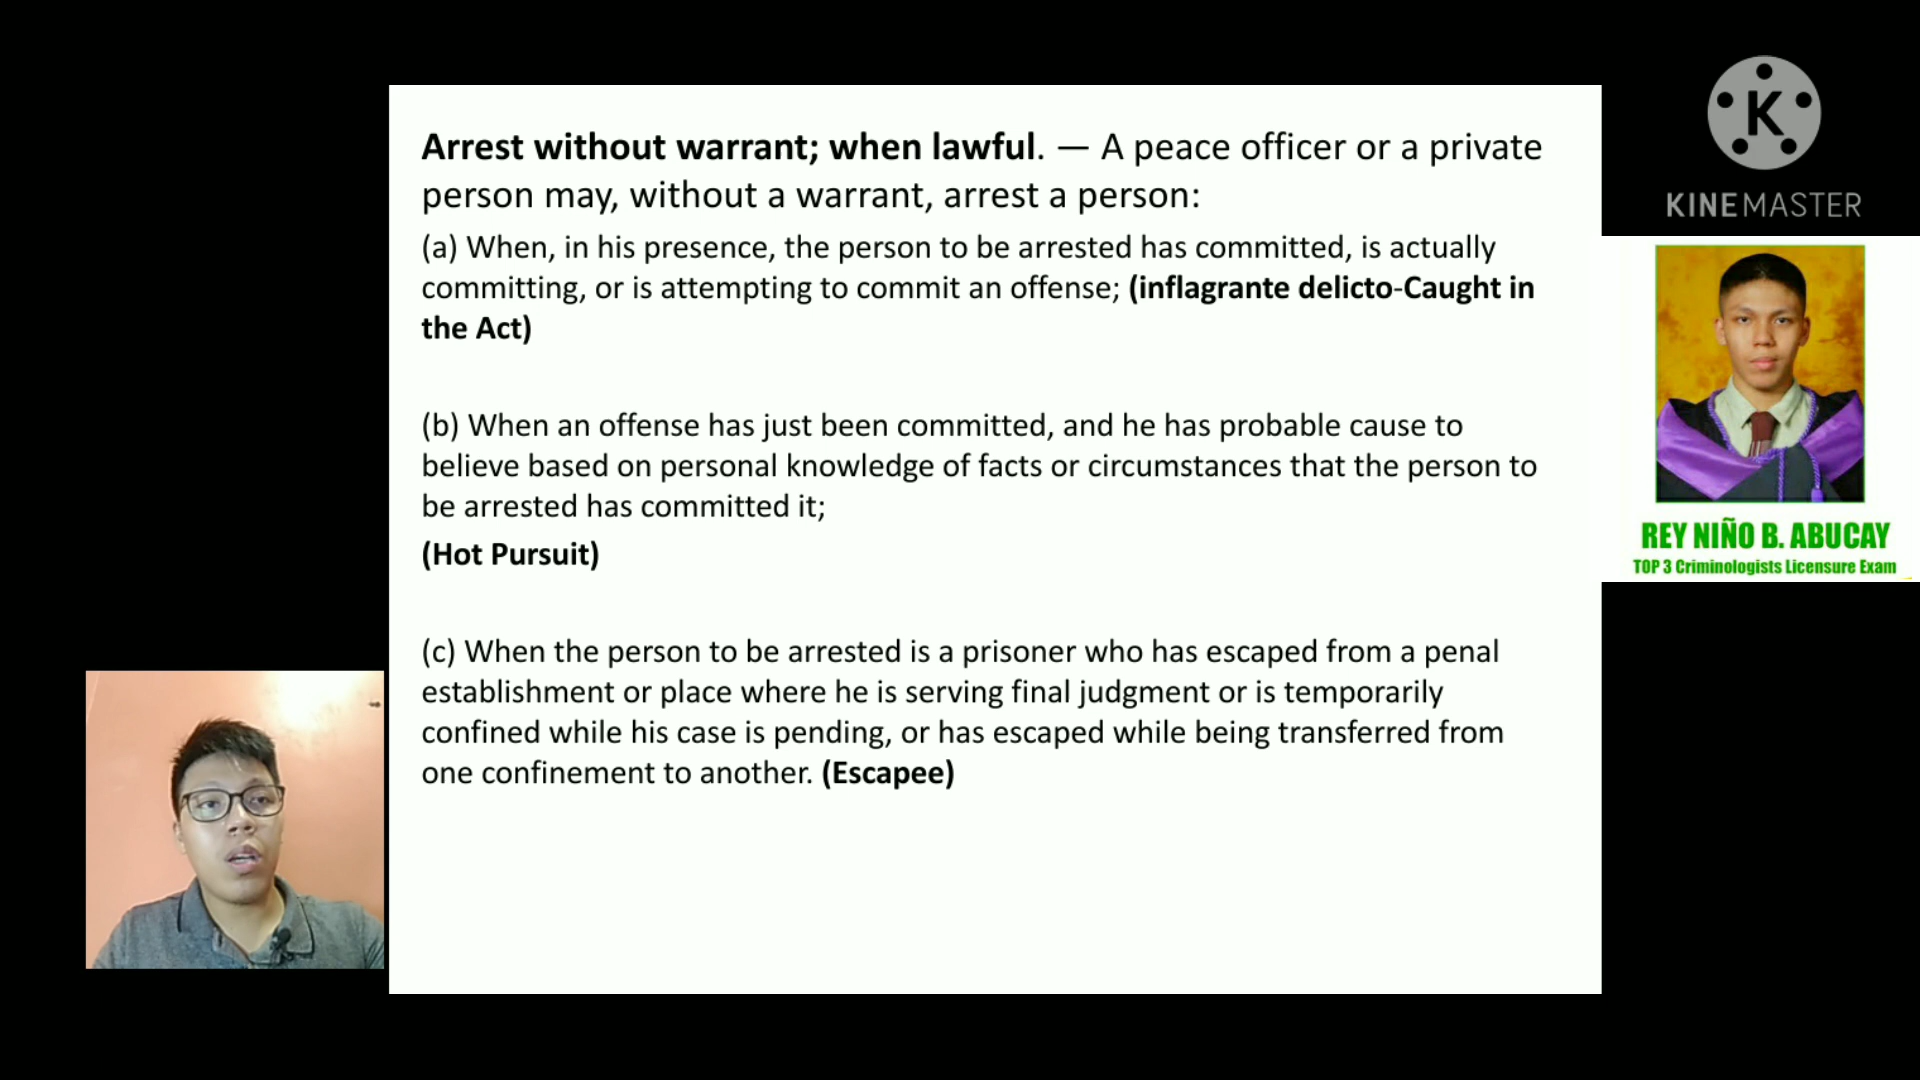 Arrest without warrant; when lawful. — A peace officer or a private
person may, without a warrant, arrest a person:
(a) When, in his presence, the person to be arrested has committed, is actually
committing, or is attempting to commit an offense; (inflagrante delicto-Caught in
the Act)
(b) When an offense has just been committed, and he has probable cause to
believe based on personal knowledge of facts or circumstances that the person to
be arrested has committed it;
(Hot Pursuit)
(c) When the person to be arrested is a prisoner who has escaped from a penal
establishment or place where he is serving final judgment or is temporarily
confined while his case is pending, or has escaped while being transferred from
one confinement to another. (Escapee)
K
KINEMASTER
REY NIÑO B. ABUCAY
TOP 3 Criminologists Licensure Exam